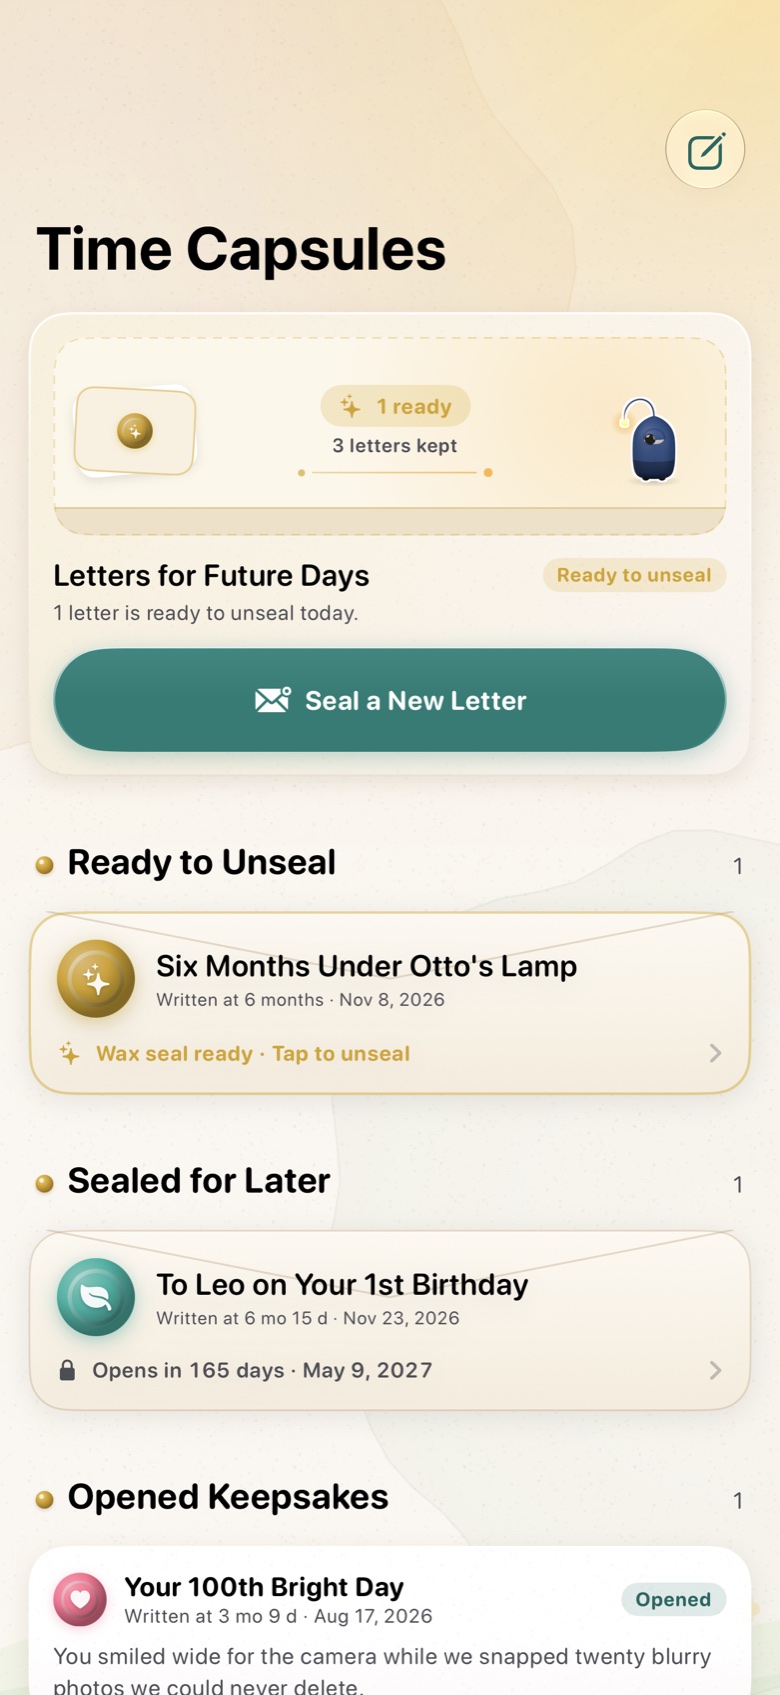 Time Capsules
1 ready
3 letters kept
Letters for Future Days
Ready to unseal
1 letter is ready to unseal today.
Seal a New Letter
Ready to Unseal
1
Six Months Under Otto's Lamp
Written at 6 months · Nov 8, 2026
Wax seal ready · Tap to unseal
Sealed for Later
1
To Leo on Your 1st Birthday
Written at 6 mo 15 d · Nov 23, 2026
Opens in 165 days · May 9, 2027
Opened Keepsakes
1
Your 100th Bright Day
Written at 3 mo 9 d · Aug 17, 2026
Opened
You smiled wide for the camera while we snapped twenty blurry
photos we could never delete.